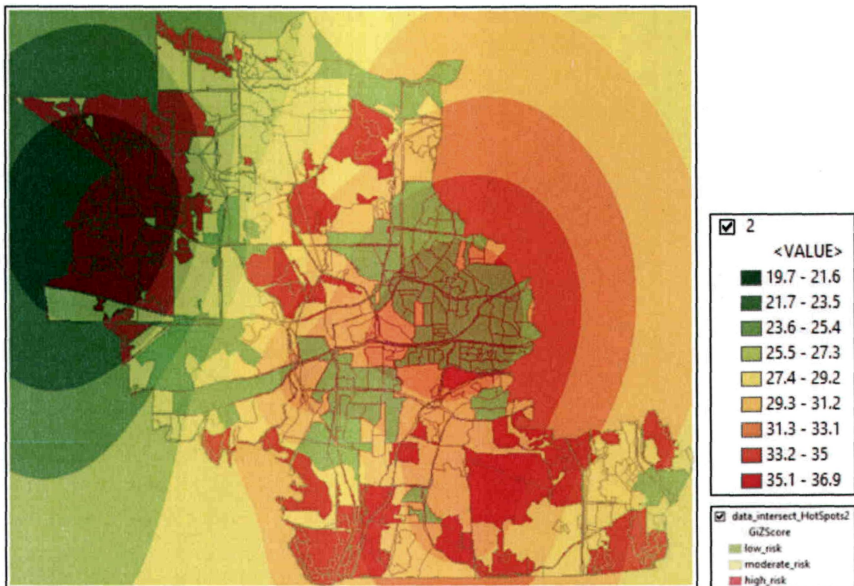 2
<VALUE>
19.7 - 21.6
21.7 - 23.5
23.6 - 25.4
25.5 - 27.3
27.4 - 29.2
29.3 - 31.2
31.3 - 33.1
33.2 - 35
35.1 - 36.9
data_intersect_HotSpots2
GiZScore
low_risk
moderate_risk
high_risk